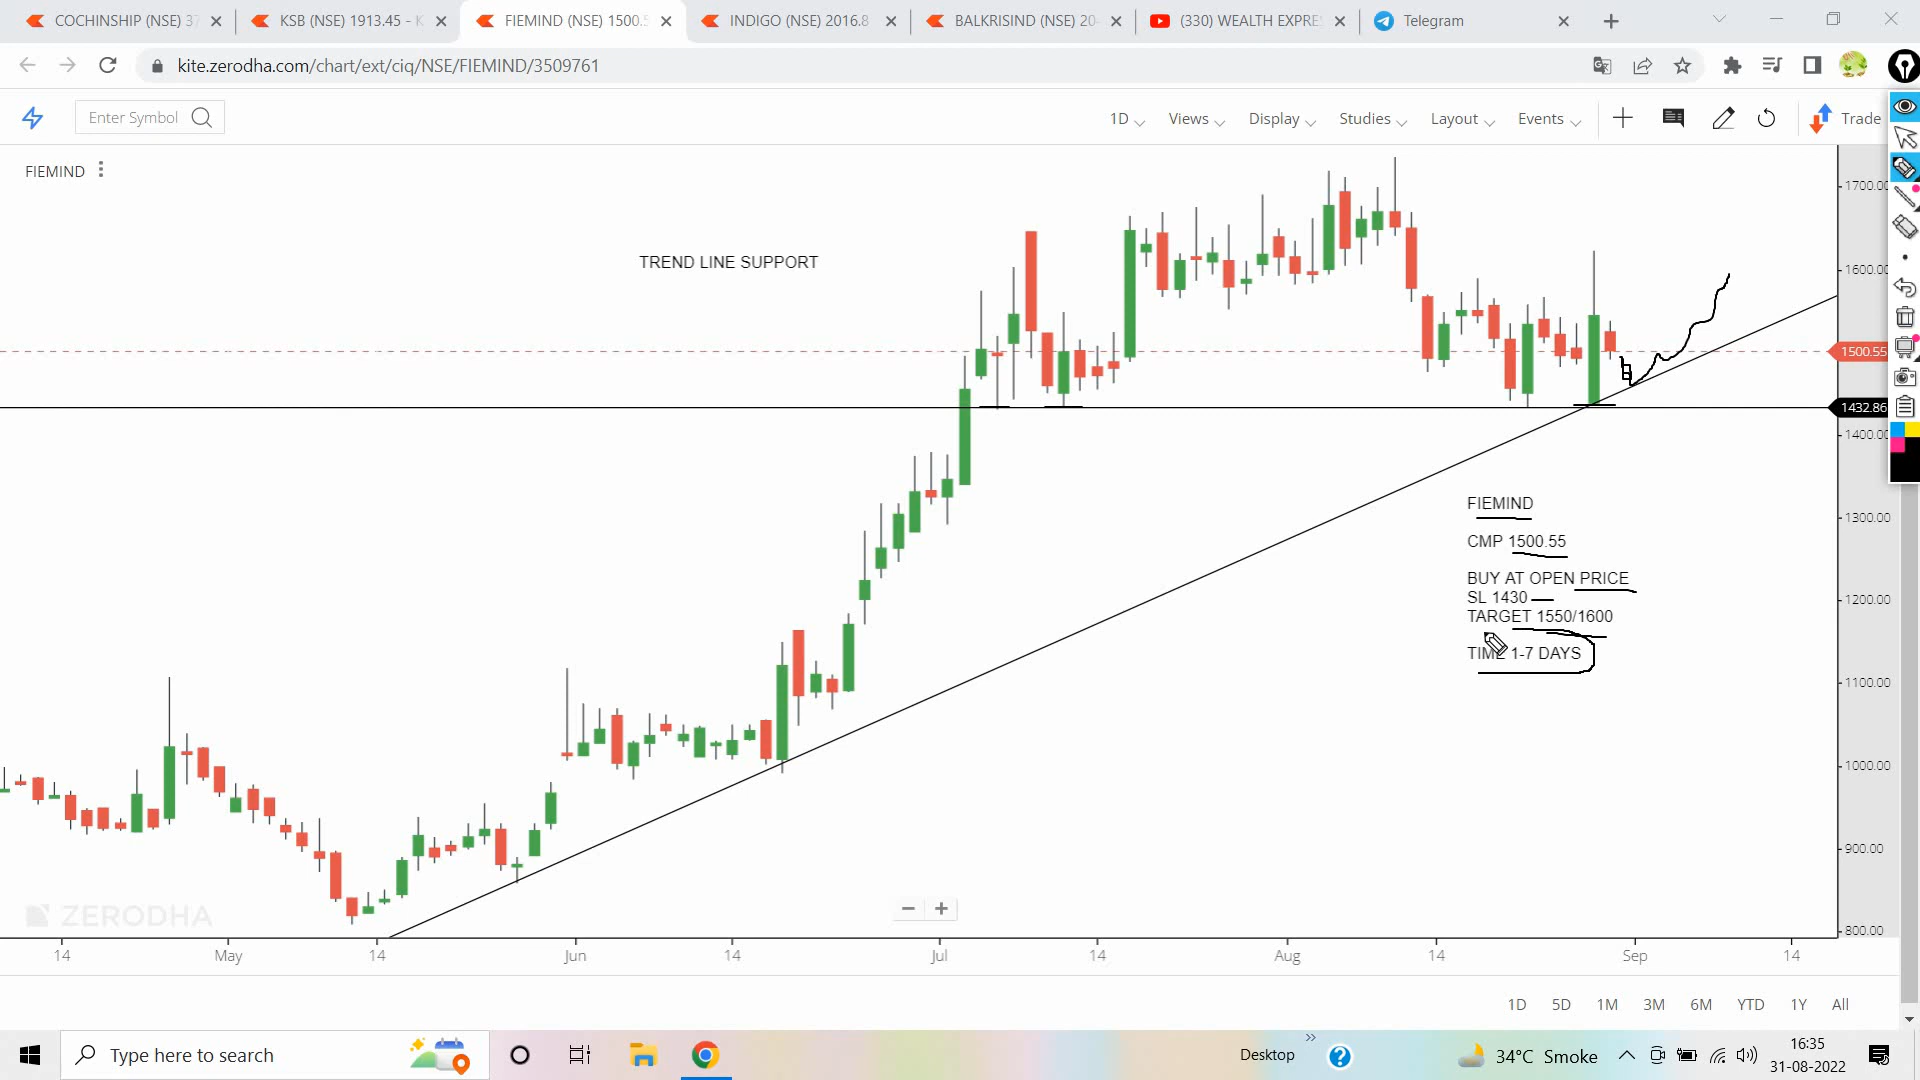 COCHINSHIP (NSE) 37
KSB (NSE) 1913.45 - K
FIEMIND (NSE) 1500.5
INDIGO (NSE) 2016.8
BALKRISIND (NSE) 20
(330) WEALTH EXPRE
Telegram
kite.zerodha.com/chart/ext/ciq/NSE/FIEMIND/3509761
Enter Symbol
1D
Views
Display
Studies
Layout
Events
Trade
FIEMIND
TREND LINE SUPPORT
1700.00
1600.00
1500.55
1432.86
1400.00
1300.00
1200.00
1100.00
1000.00
900.00
800.00
FIEMIND
CMP 1500.55
BUY AT OPEN PRICE
SL 1430
TARGET 1550/1600
TIME 1-7 DAYS
ZERODHA
14 May 14 Jun 14 Jul 14 Aug 14 Sep 14
1D 5D 1M 3M 6M YTD 1Y All
Type here to search
Desktop
34°C Smoke
16:35
31-08-2022